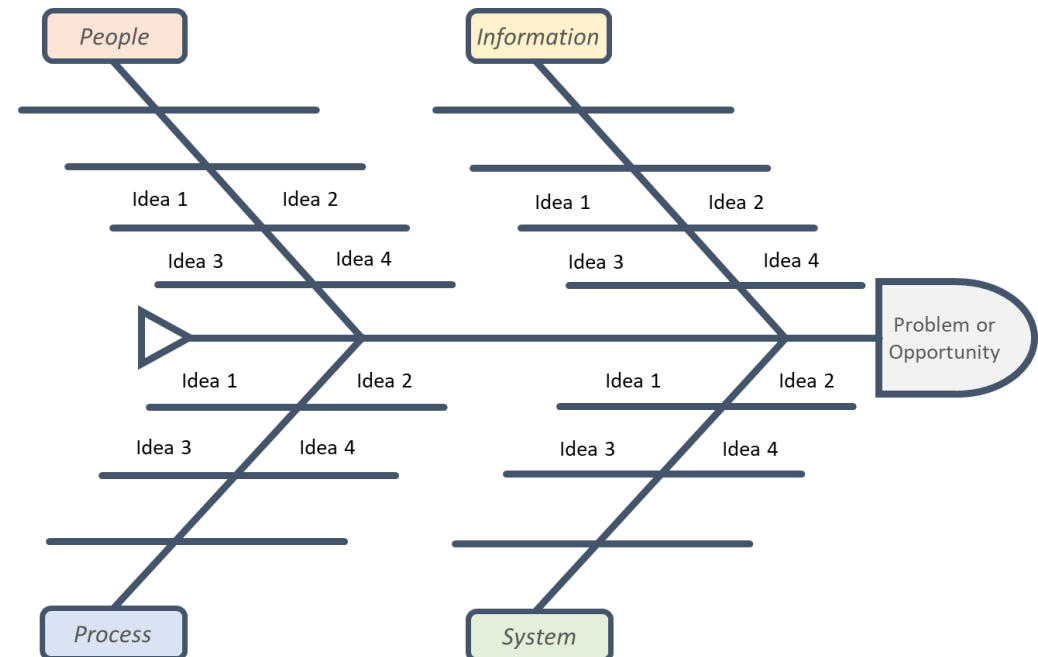 People
Information
Idea 1 Idea 2
Idea 1 Idea 2
Idea 3 Idea 4
Idea 3 Idea 4
Problem or
Opportunity
Idea 1 Idea 2
Idea 1 Idea 2
Idea 3 Idea 4
Idea 3 Idea 4
Process
System